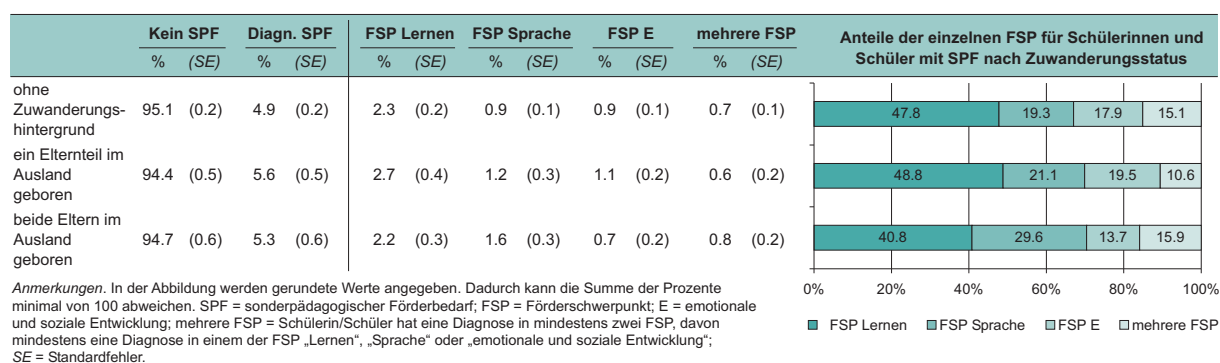 Kein SPF Diagn. SPF FSP Lernen FSP Sprache FSP E mehrere FSP
% (SE) % (SE) % (SE) % (SE) % (SE) % (SE)
Anteile der einzelnen FSP für Schülerinnen und
Schüler mit SPF nach Zuwanderungsstatus
ohne
Zuwanderungs- 95.1 (0.2) 4.9 (0.2) 2.3 (0.2) 0.9 (0.1) 0.9 (0.1) 0.7 (0.1)
hintergrund
47.8 19.3 17.9 15.1
ein Elternteil im
Ausland 94.4 (0.5) 5.6 (0.5) 2.7 (0.4) 1.2 (0.3) 1.1 (0.2) 0.6 (0.2)
geboren
48.8 21.1 19.5 10.6
beide Eltern im
Ausland 94.7 (0.6) 5.3 (0.6) 2.2 (0.3) 1.6 (0.3) 0.7 (0.2) 0.8 (0.2)
geboren
40.8 29.6 13.7 15.9
0% 20% 40% 60% 80% 100%
FSP Lernen FSP Sprache FSP E mehrere FSP
Anmerkungen. In der Abbildung werden gerundete Werte angegeben. Dadurch kann die Summe der Prozente
minimal von 100 abweichen. SPF = sonderpädagogischer Förderbedarf; FSP = Förderschwerpunkt; E = emotionale
und soziale Entwicklung; mehrere FSP = Schülerin/Schüler hat eine Diagnose in mindestens zwei FSP, davon
mindestens eine Diagnose in einem der FSP „Lernen“, „Sprache“ oder „emotionale und soziale Entwicklung“;
SE = Standardfehler.